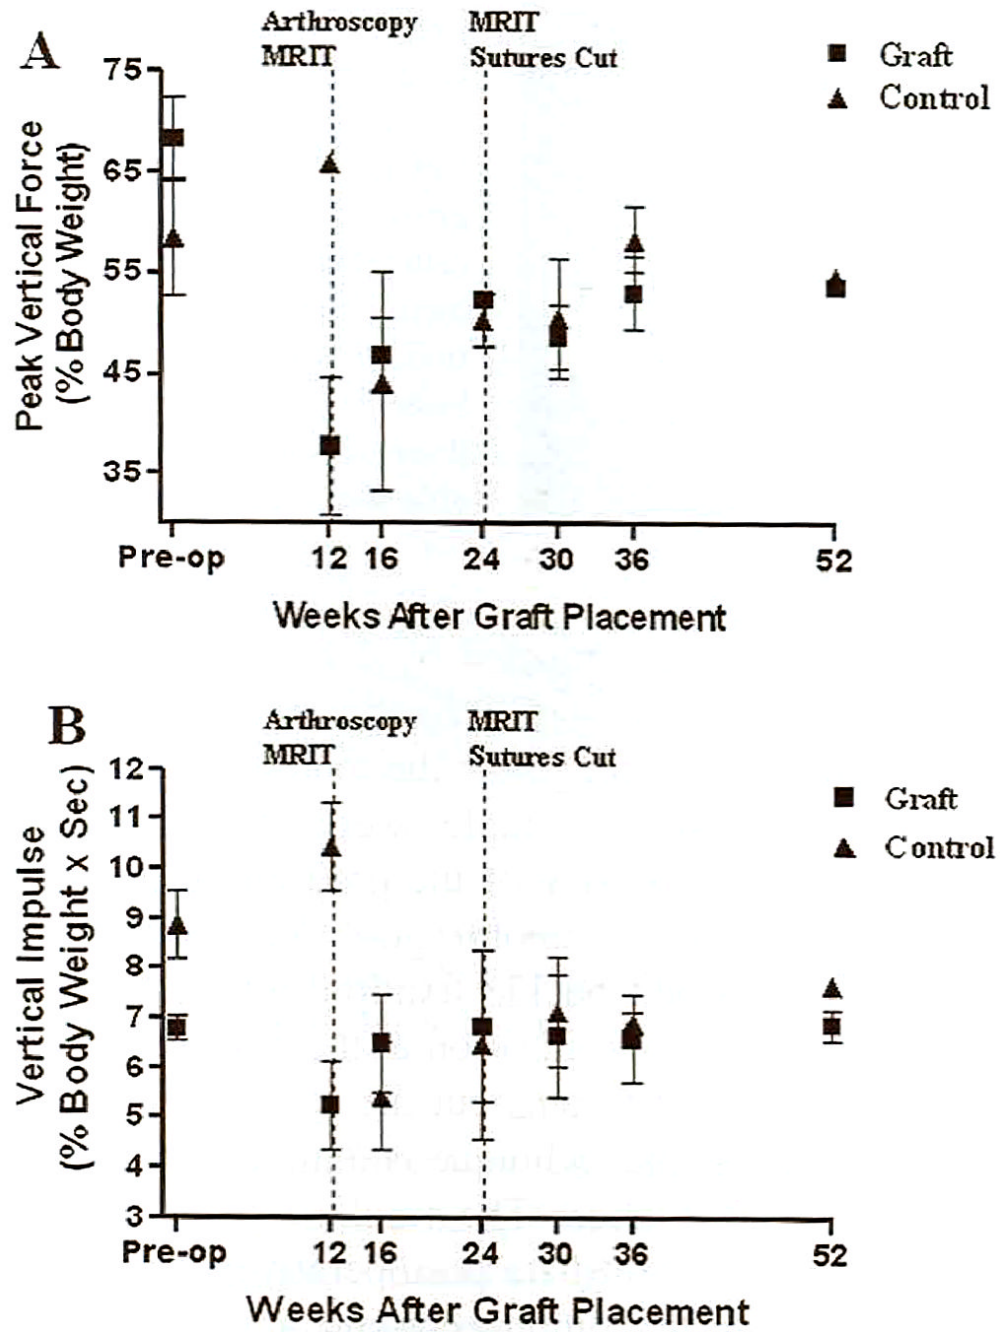 A
Arthroscopy
MRIT
MRIT
Sutures Cut
Graft
Control
Peak Vertical Force
(% Body Weight)
75
65
55
45
35
Pre-op 12 16 24 30 36 52
Weeks After Graft Placement
B
Arthroscopy
MRIT
MRIT
Sutures Cut
Graft
Control
Vertical Impulse
(% Body Weight x Sec)
12
11
10
9
8
7
6
5
4
3
Pre-op 12 16 24 30 36 52
Weeks After Graft Placement